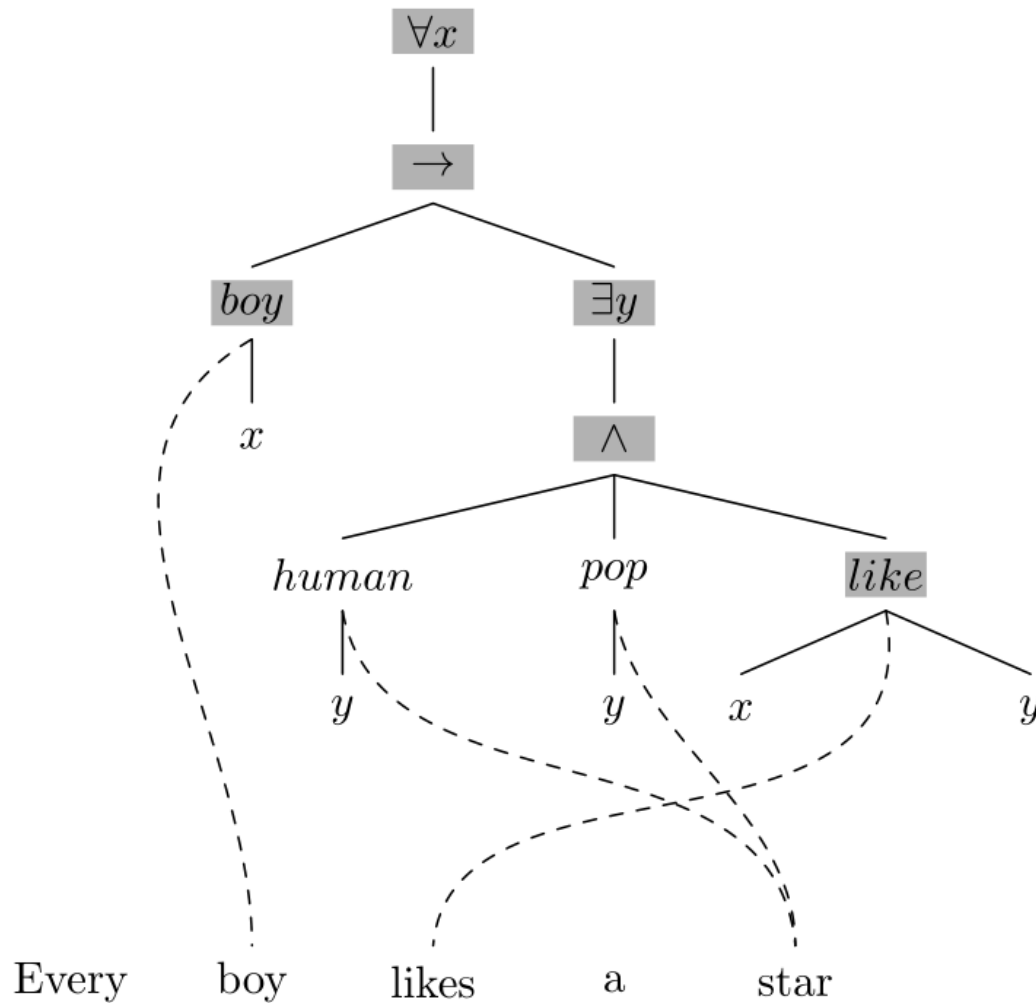 ∀x
→
boy ∃y
x ∧
human pop like
y y x y
Every boy likes a star